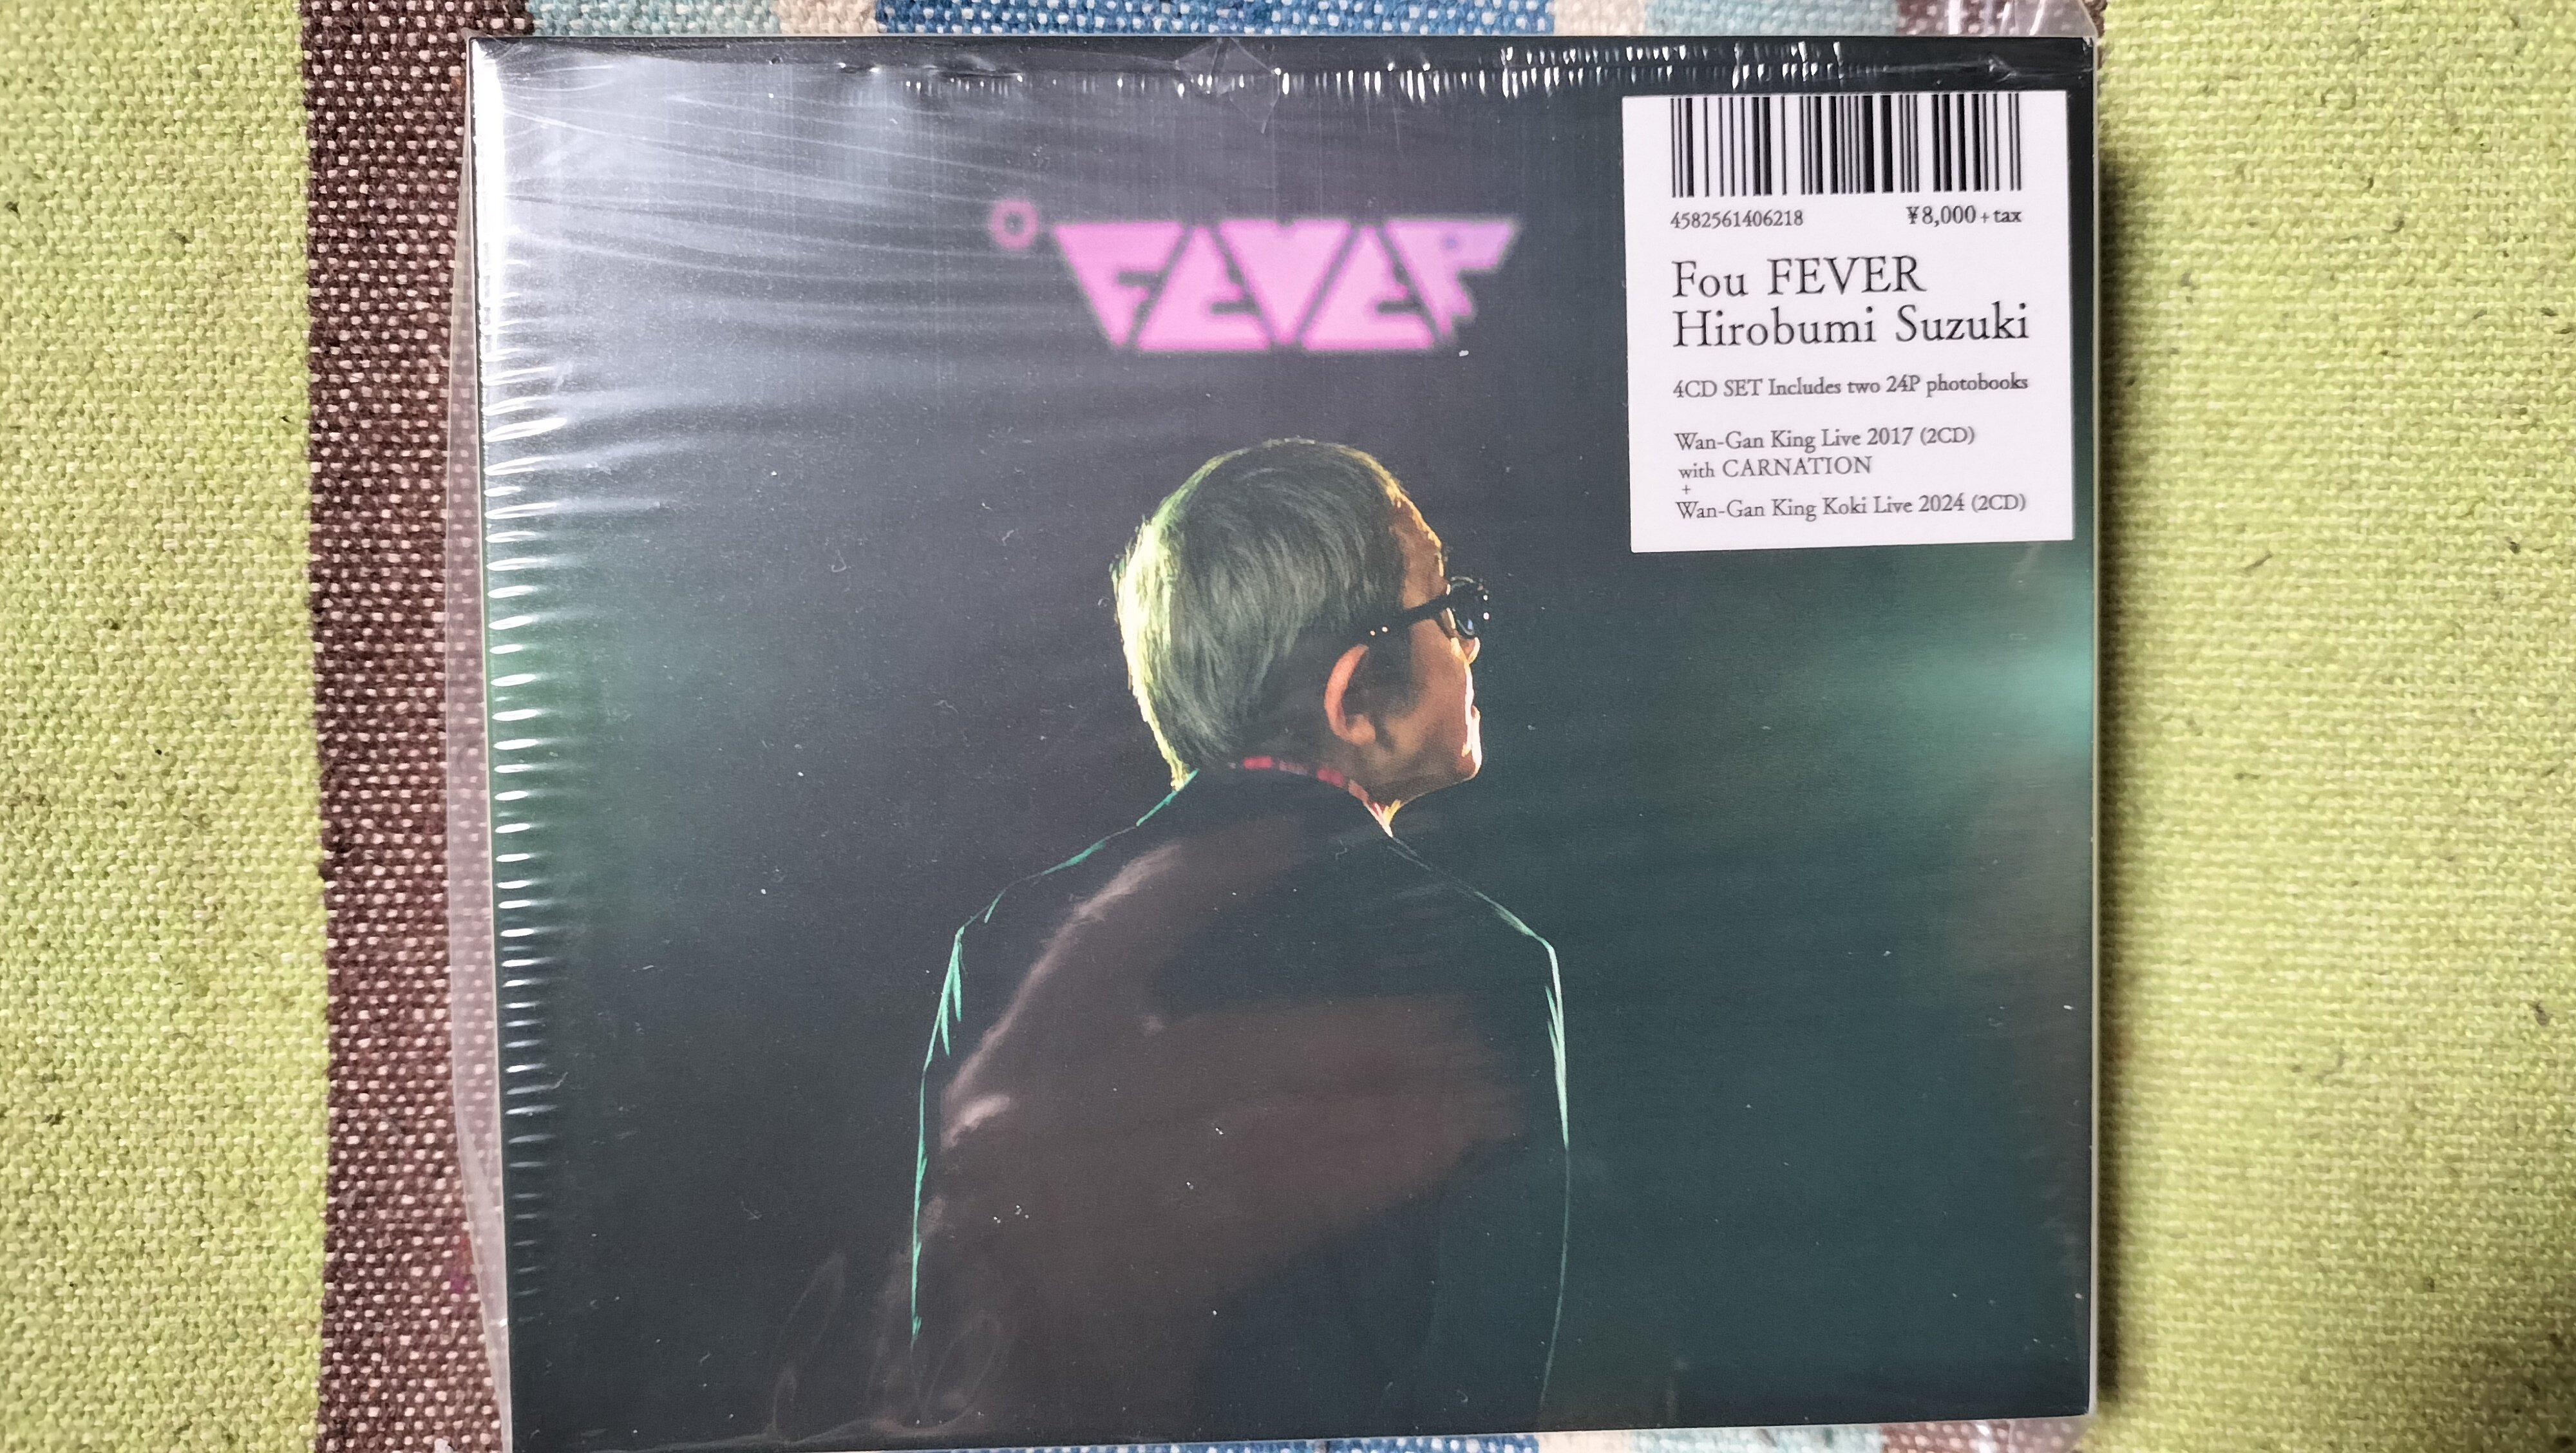 FEVER
4582561406218 ¥8,000+tax
Fou FEVER
Hirobumi Suzuki
4CD SET Includes two 24P photobooks
Wan-Gan King Live 2017 (2CD)
with CARNATION
+
Wan-Gan King Koki Live 2024 (2CD)